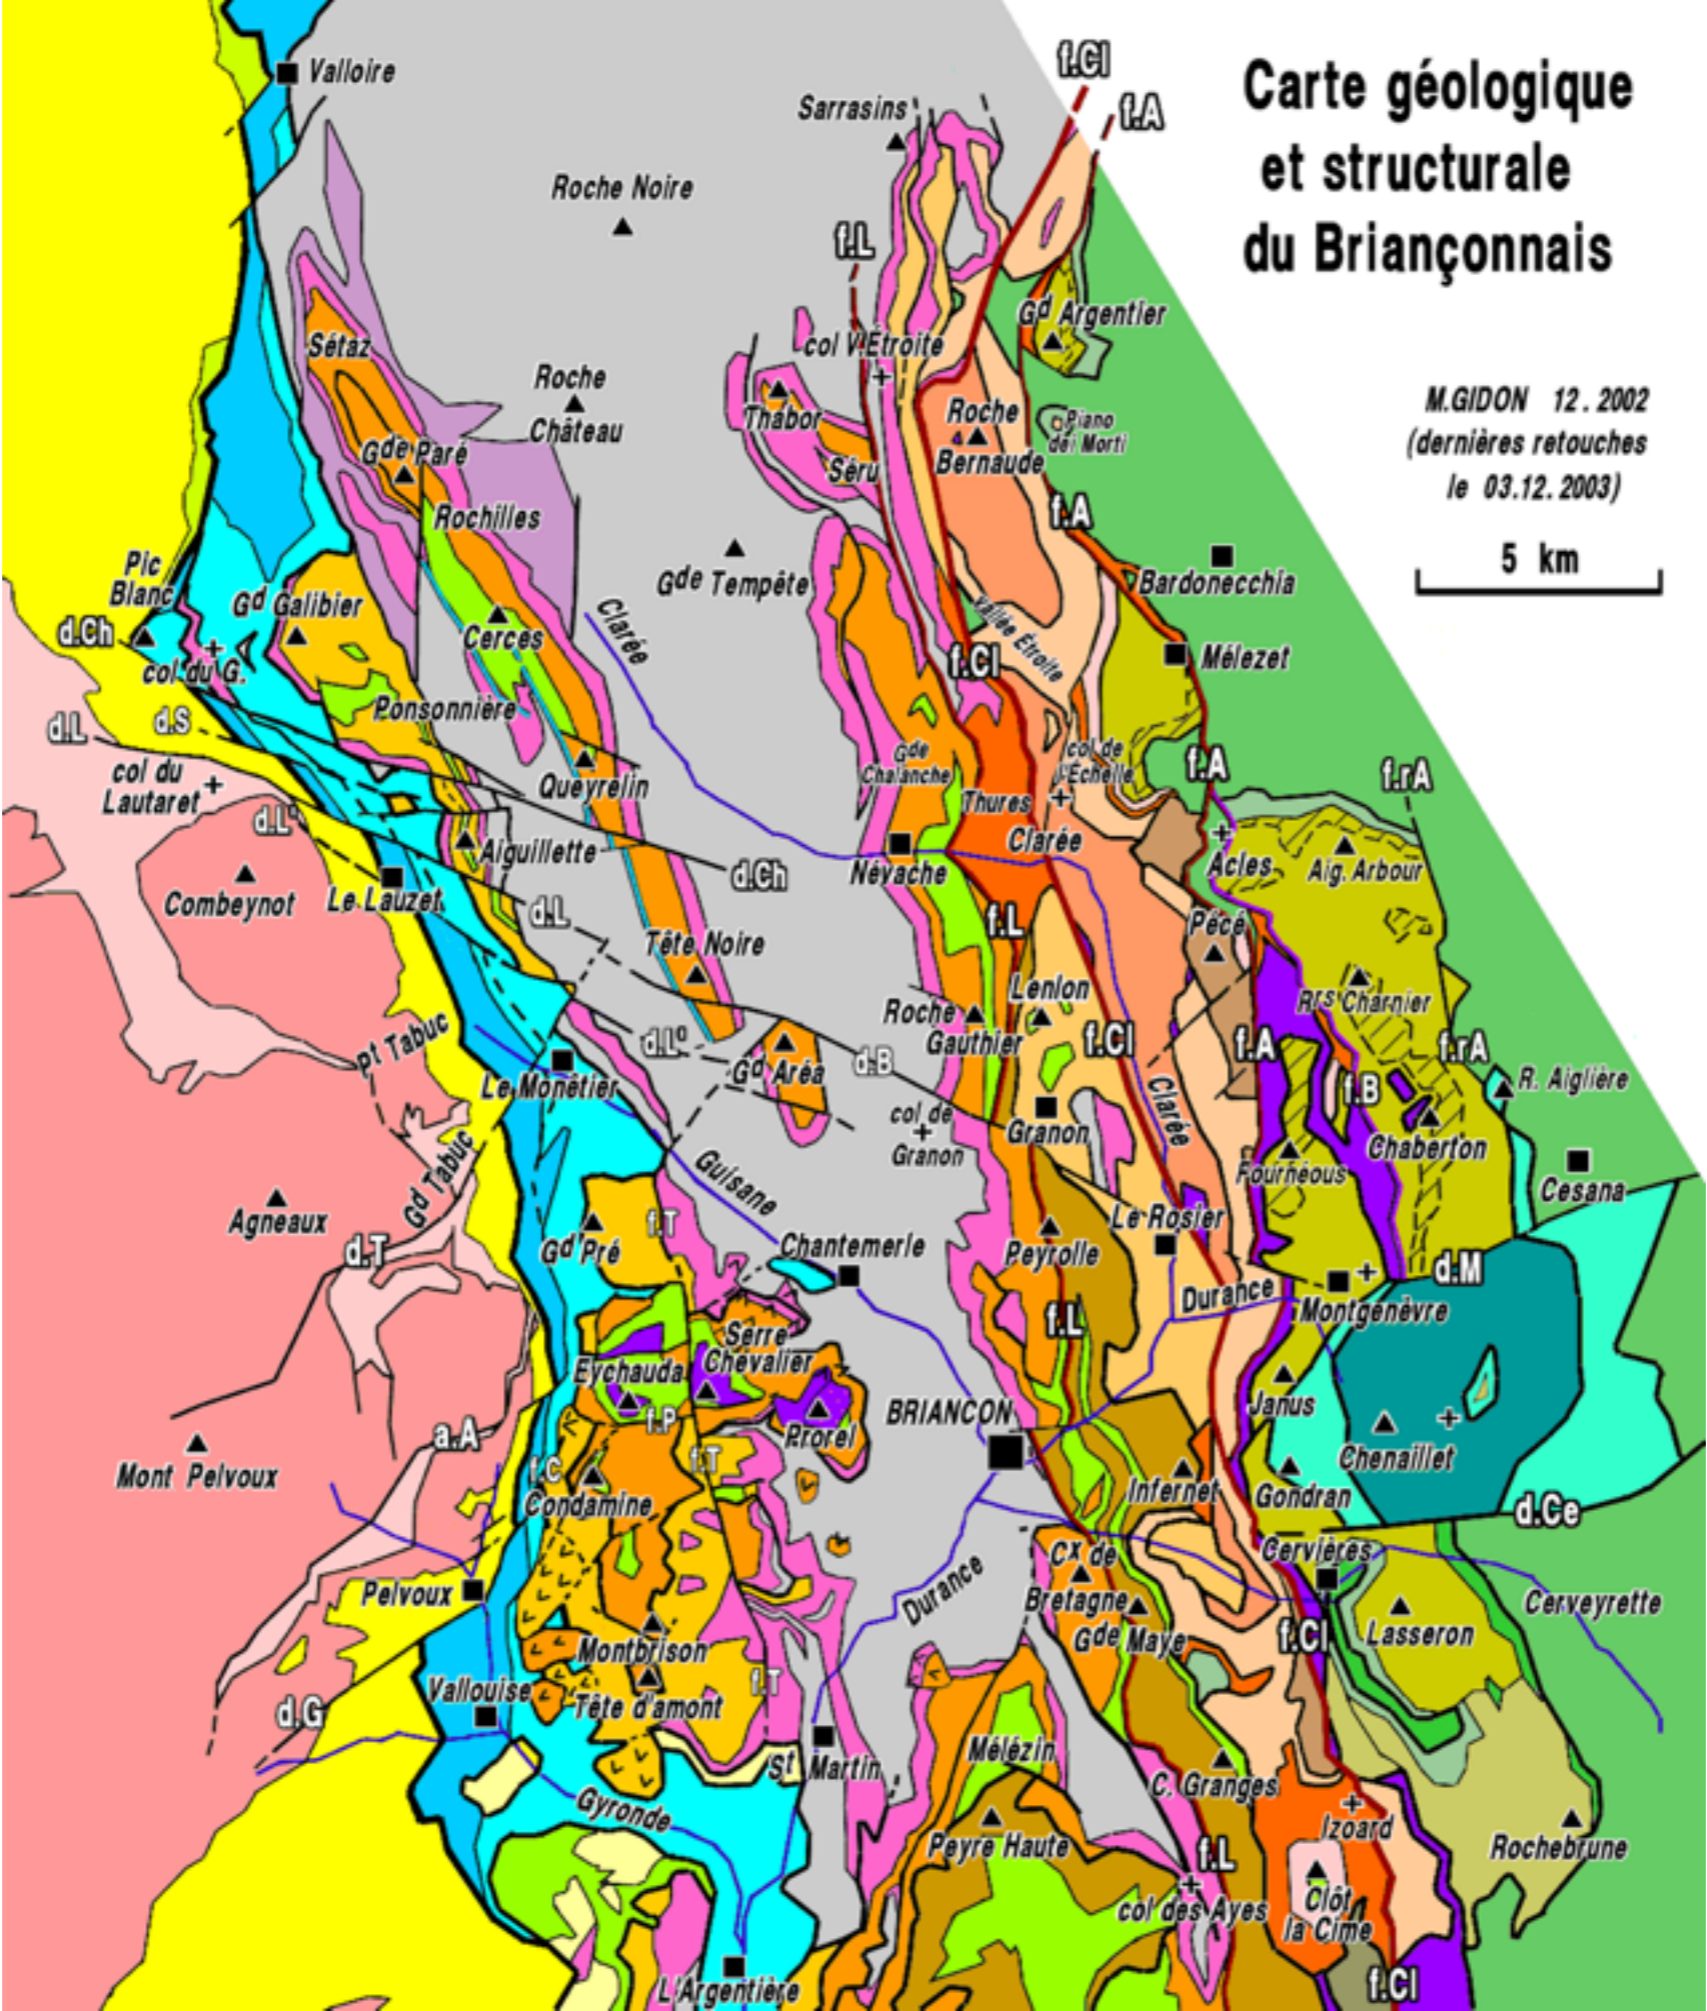 Carte géologique
et structurale
du Briançonnais
M.GIDON 12.2002
(dernières retouches
le 03.12.2003)
5 km
f.Cl
f.A
Valloire
Sarrasins
Roche Noire
f.L
Gd Argentier
Sétaz
col V.Étroite
Roche
Château
Thabor
Roche
Bernaude
Piano
dei Morti
Gde Paré
Séru
Rochilles
f.A
Pic
Blanc
Gde Tempête
Bardonecchia
Gd Galibier
Clarée
Vallée Étroite
d.Ch
Cerces
Mélezet
col du G.
f.Cl
d.L
d.S
Ponsonnière
col du
Lautaret
Queyrelin
Gde
Chalanche
col de
l'Échelle
f.A
f.rA
d.L'
Thures
Clarée
Aiguillette
d.Ch
Névache
Acles
Aig. Arbour
Combeynot
Le Lauzet
d.L
f.L
Pécé
Tête Noire
Lenlon
Rrs Charnier
Roche
Gauthier
Pt Tabuc
d.L°
d.B
f.Cl
f.A
f.rA
Gd Aréa
Le Monêtier
f.B
R. Aiglière
col de
Granon
Granon
Clarée
Chaberton
Gd Tabuc
Guisane
Fournéous
Cesana
Agneaux
f.T
Le Rosier
d.T
Gd Pré
Chantemerle
Peyrolle
d.M
Durance
Montgenèvre
f.L
Serre
Chevalier
Eychauda
Janus
f.P
BRIANCON
Prorel
a.A
Chenaillet
Mont Pelvoux
f.C
f.T
Condamine
Infernet
Gondran
d.Ce
Cx de
Bretagne
Cervières
Pelvoux
Durance
Cerveyrette
Gde Maye
f.Cl
Lasseron
Montbrison
f.T
Vallouise
Tête d'amont
d.G
Mélézin
St Martin
C. Granges
Gyronde
Izoard
Peyre Haute
Rochebrune
f.L
col des Ayes
Clôt
la Cime
L'Argentière
f.Cl